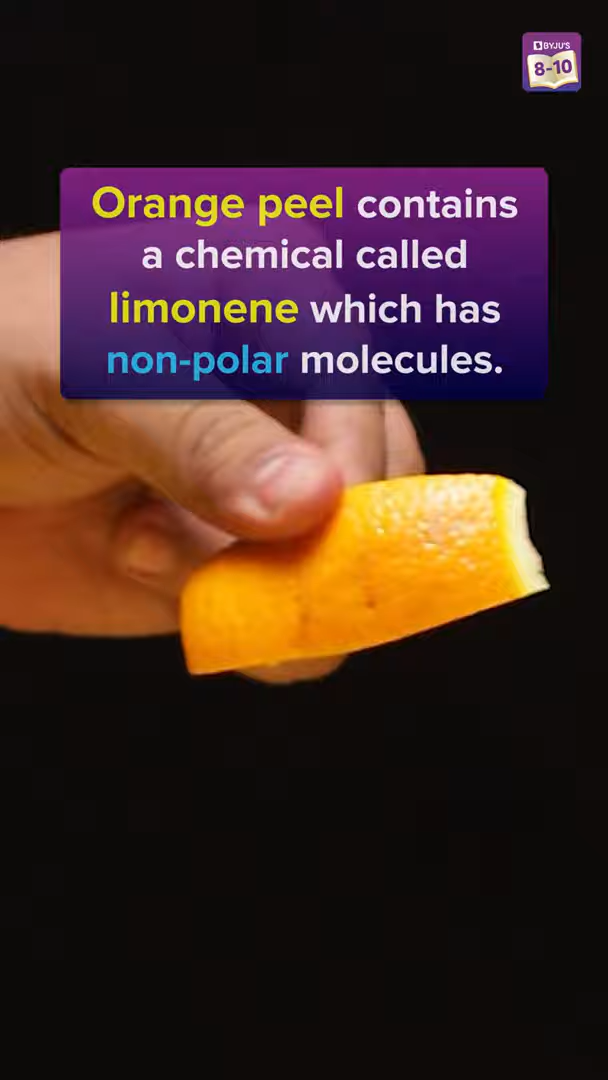 BYJU'S
8-10
Orange peel contains
a chemical called
limonene which has
non-polar molecules.